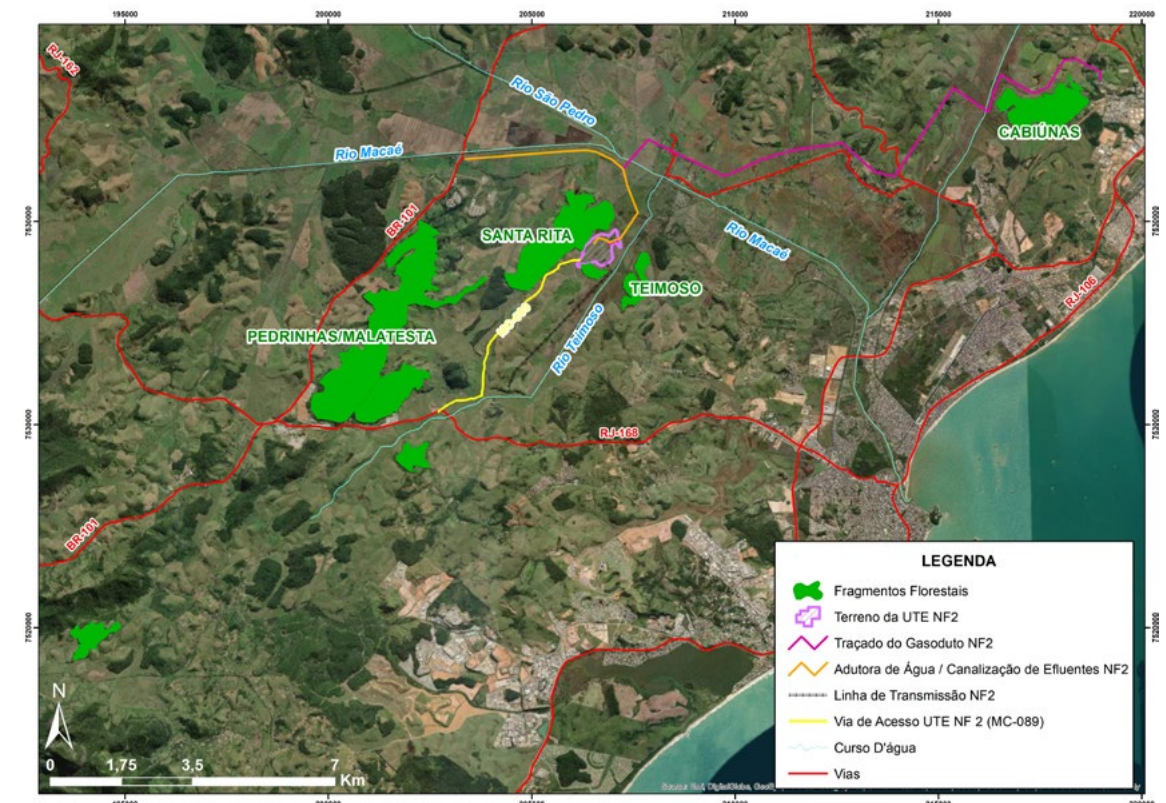 195000 200000 205000 210000 215000 220000
RJ-162
Rio São Pedro
CABIÚNAS
Rio Macaé
BR-101
SANTA RITA
Rio Macaé
TEIMOSO
RJ-106
PEDRINHAS/MALATESTA
Rio Teimoso
RJ-168
BR-101
7530000
7520000
LEGENDA
Fragmentos Florestais
Terreno da UTE NF2
Traçado do Gasoduto NF2
Adutora de Água / Canalização de Efluentes NF2
Linha de Transmissão NF2
Via de Acesso UTE NF 2 (MC-089)
Curso D'água
Vias
N
0 1,75 3,5 7
Km